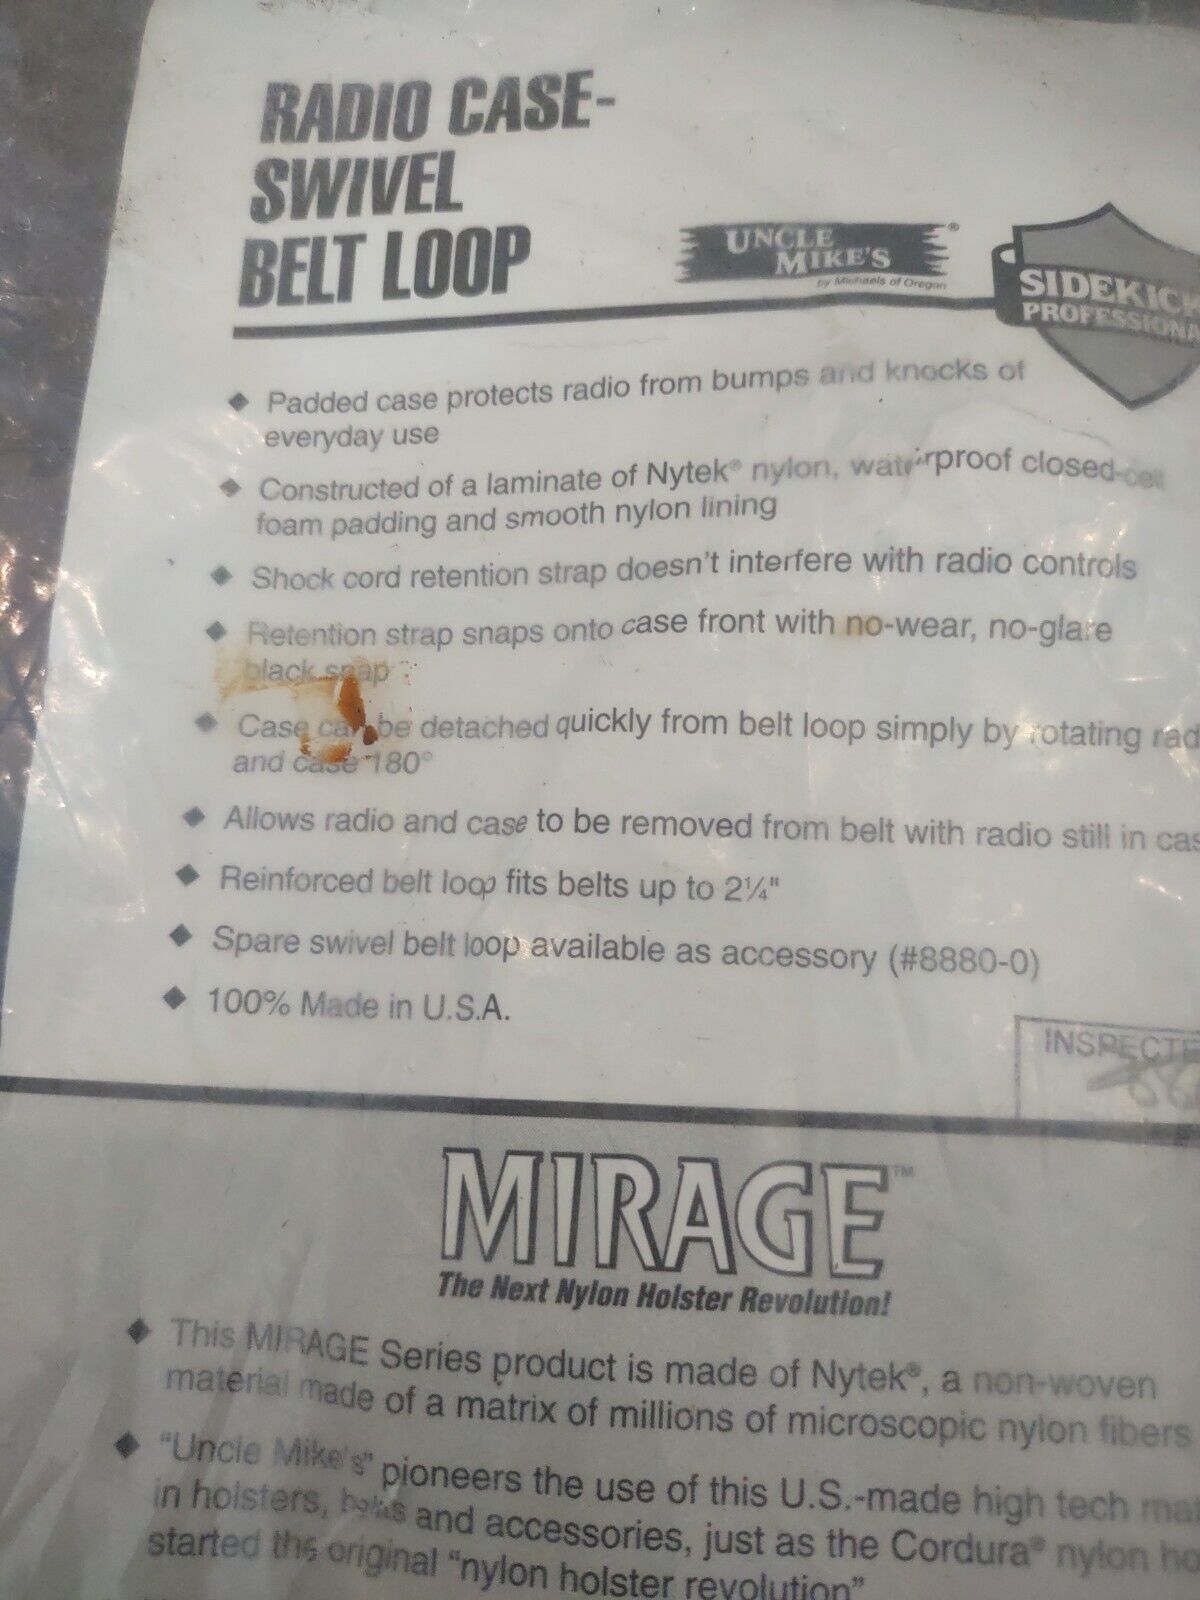 RADIO CASE-
SWIVEL
BELT LOOP
UNCLE
MIKE'S®
by Michaels of Oregon
SIDEKICK
PROFESSIONA
◆ Padded case protects radio from bumps and knocks of
everyday use
◆ Constructed of a laminate of Nytek® nylon, waterproof closed-cell
foam padding and smooth nylon lining
◆ Shock cord retention strap doesn't interfere with radio controls
◆ Retention strap snaps onto case front with no-wear, no-glare
black snap
◆ Case can be detached quickly from belt loop simply by rotating rad
and case 180°
◆ Allows radio and case to be removed from belt with radio still in cas
◆ Reinforced belt loop fits belts up to 2¼"
◆ Spare swivel belt loop available as accessory (#8880-0)
◆ 100% Made in U.S.A.
INSPECTE
MIRAGE™
The Next Nylon Holster Revolution!
◆ This MIRAGE Series product is made of Nytek®, a non-woven
material made of a matrix of millions of microscopic nylon fibers
◆ "Uncle Mike's" pioneers the use of this U.S.-made high tech mat
in holsters, belts and accessories, just as the Cordura® nylon ho
started the original "nylon holster revolution"